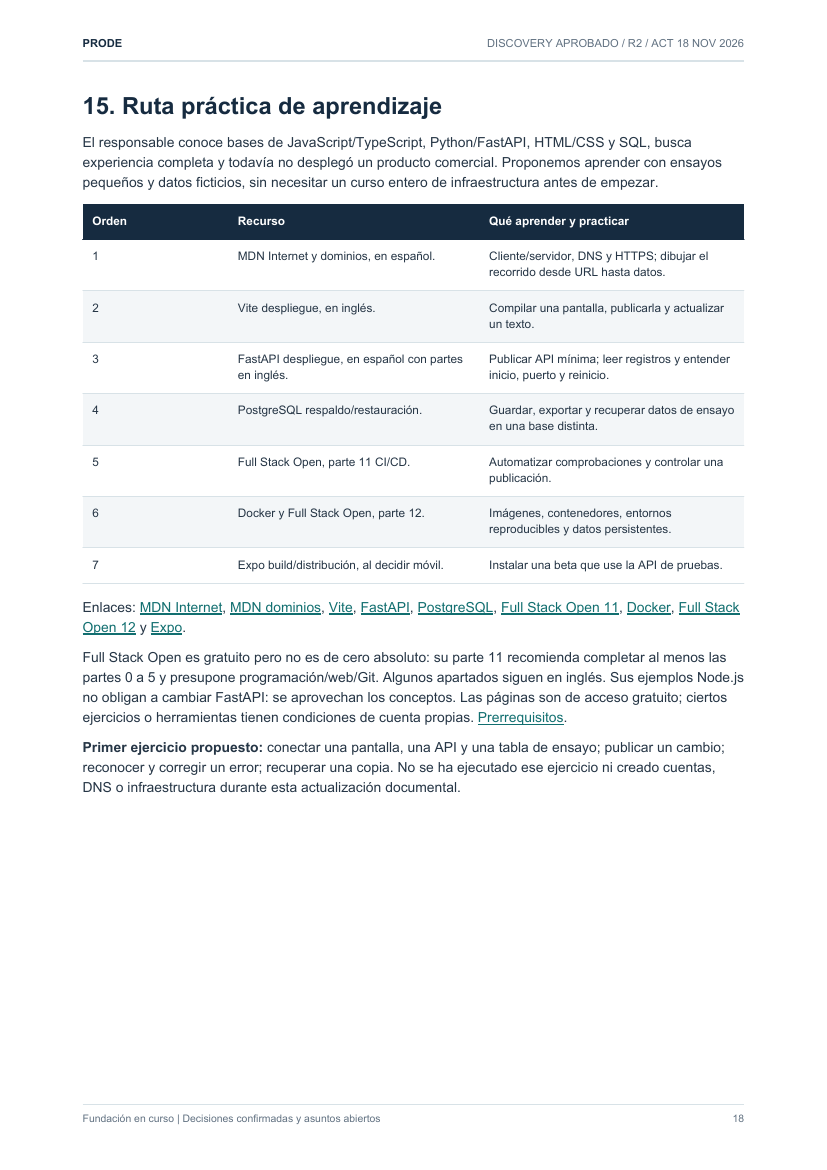 PRODE
DISCOVERY APROBADO / R2 / ACT 18 NOV 2026
15. Ruta práctica de aprendizaje
El responsable conoce bases de JavaScript/TypeScript, Python/FastAPI, HTML/CSS y SQL, busca
experiencia completa y todavía no desplegó un producto comercial. Proponemos aprender con ensayos
pequeños y datos ficticios, sin necesitar un curso entero de infraestructura antes de empezar.
Orden Recurso Qué aprender y practicar
1 MDN Internet y dominios, en español. Cliente/servidor, DNS y HTTPS; dibujar el
recorrido desde URL hasta datos.
2 Vite despliegue, en inglés. Compilar una pantalla, publicarla y actualizar
un texto.
3 FastAPI despliegue, en español con partes Publicar API mínima; leer registros y entender
en inglés. inicio, puerto y reinicio.
4 PostgreSQL respaldo/restauración. Guardar, exportar y recuperar datos de ensayo
en una base distinta.
5 Full Stack Open, parte 11 CI/CD. Automatizar comprobaciones y controlar una
publicación.
6 Docker y Full Stack Open, parte 12. Imágenes, contenedores, entornos
reproducibles y datos persistentes.
7 Expo build/distribución, al decidir móvil. Instalar una beta que use la API de pruebas.
Enlaces: MDN Internet, MDN dominios, Vite, FastAPI, PostgreSQL, Full Stack Open 11, Docker, Full Stack
Open 12 y Expo.
Full Stack Open es gratuito pero no es de cero absoluto: su parte 11 recomienda completar al menos las
partes 0 a 5 y presupone programación/web/Git. Algunos apartados siguen en inglés. Sus ejemplos Node.js
no obligan a cambiar FastAPI: se aprovechan los conceptos. Las páginas son de acceso gratuito; ciertos
ejercicios o herramientas tienen condiciones de cuenta propias. Prerrequisitos.
Primer ejercicio propuesto: conectar una pantalla, una API y una tabla de ensayo; publicar un cambio;
reconocer y corregir un error; recuperar una copia. No se ha ejecutado ese ejercicio ni creado cuentas,
DNS o infraestructura durante esta actualización documental.
Fundación en curso | Decisiones confirmadas y asuntos abiertos
18